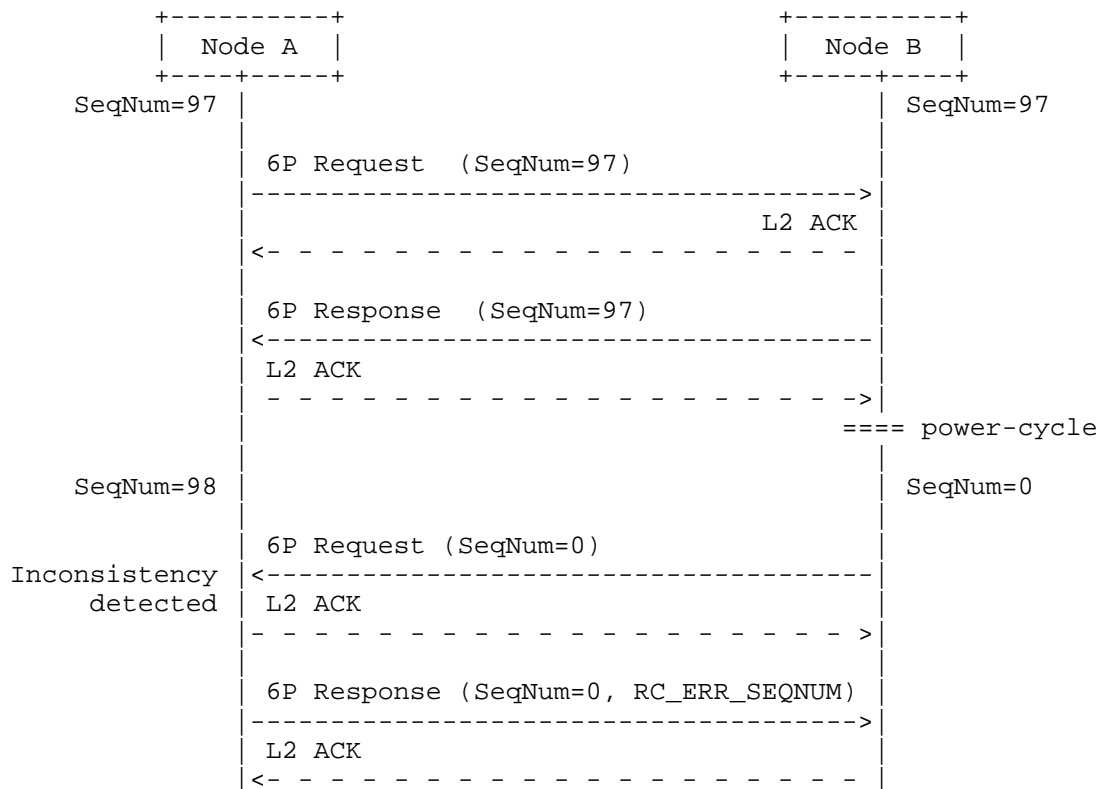 Node A Node B
SeqNum=97 SeqNum=97
6P Request (SeqNum=97)
L2 ACK
6P Response (SeqNum=97)
L2 ACK
==== power-cycle
SeqNum=98 SeqNum=0
6P Request (SeqNum=0)
Inconsistency
detected L2 ACK
6P Response (SeqNum=0, RC_ERR_SEQNUM)
L2 ACK